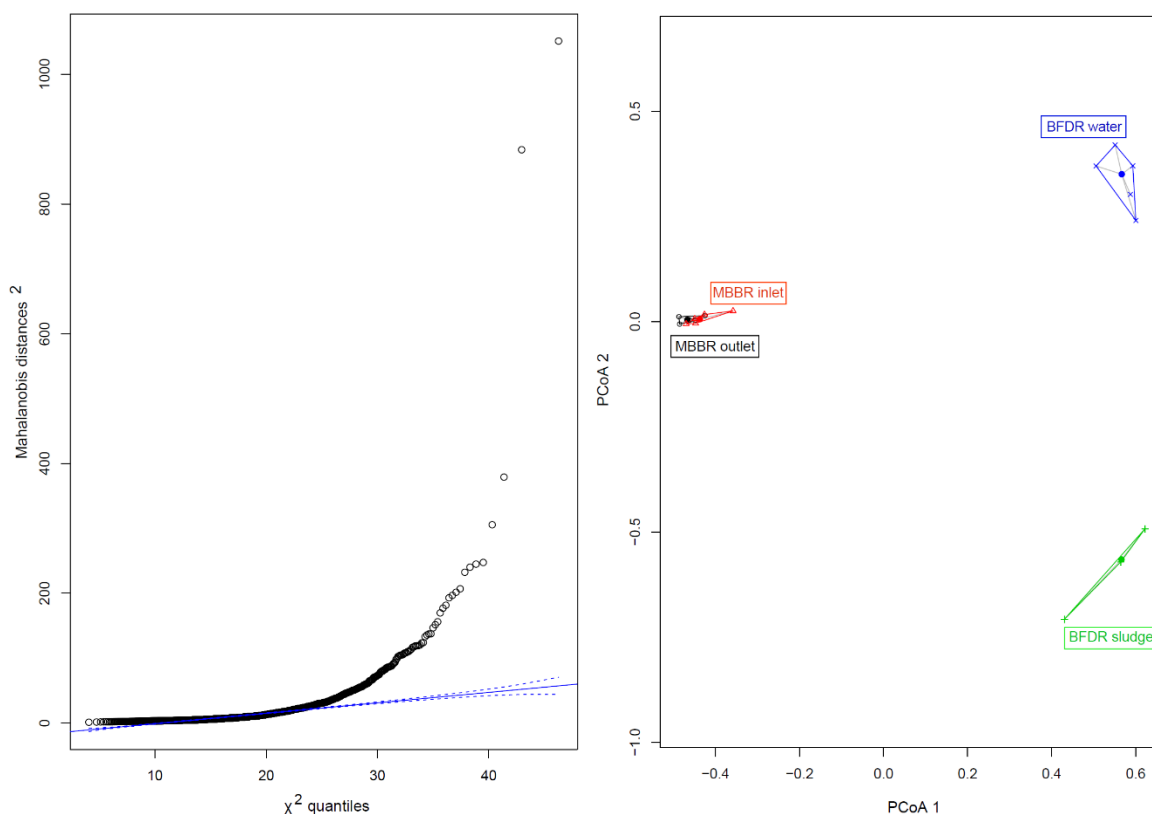 1000
800
600
400
200
0
Mahalanobis distances 2
10
20
30
40
χ2 quantiles
0.5
0.0
−0.5
−1.0
PCoA 2
BFDR water
MBBR inlet
MBBR outlet
BFDR sludge
−0.4
−0.2
0.0
0.2
0.4
0.6
PCoA 1